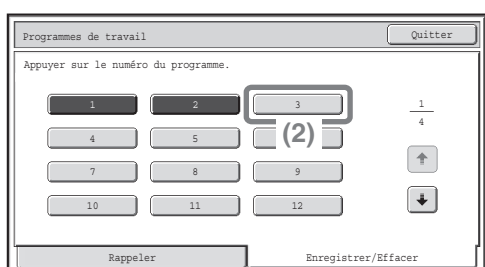 Programmes de travail Quitter
Appuyer sur le numéro du programme.
1 2 3 1
4 5 (2) 4
7 8 9
10 11 12
Rappeler Enregistrer/Effacer